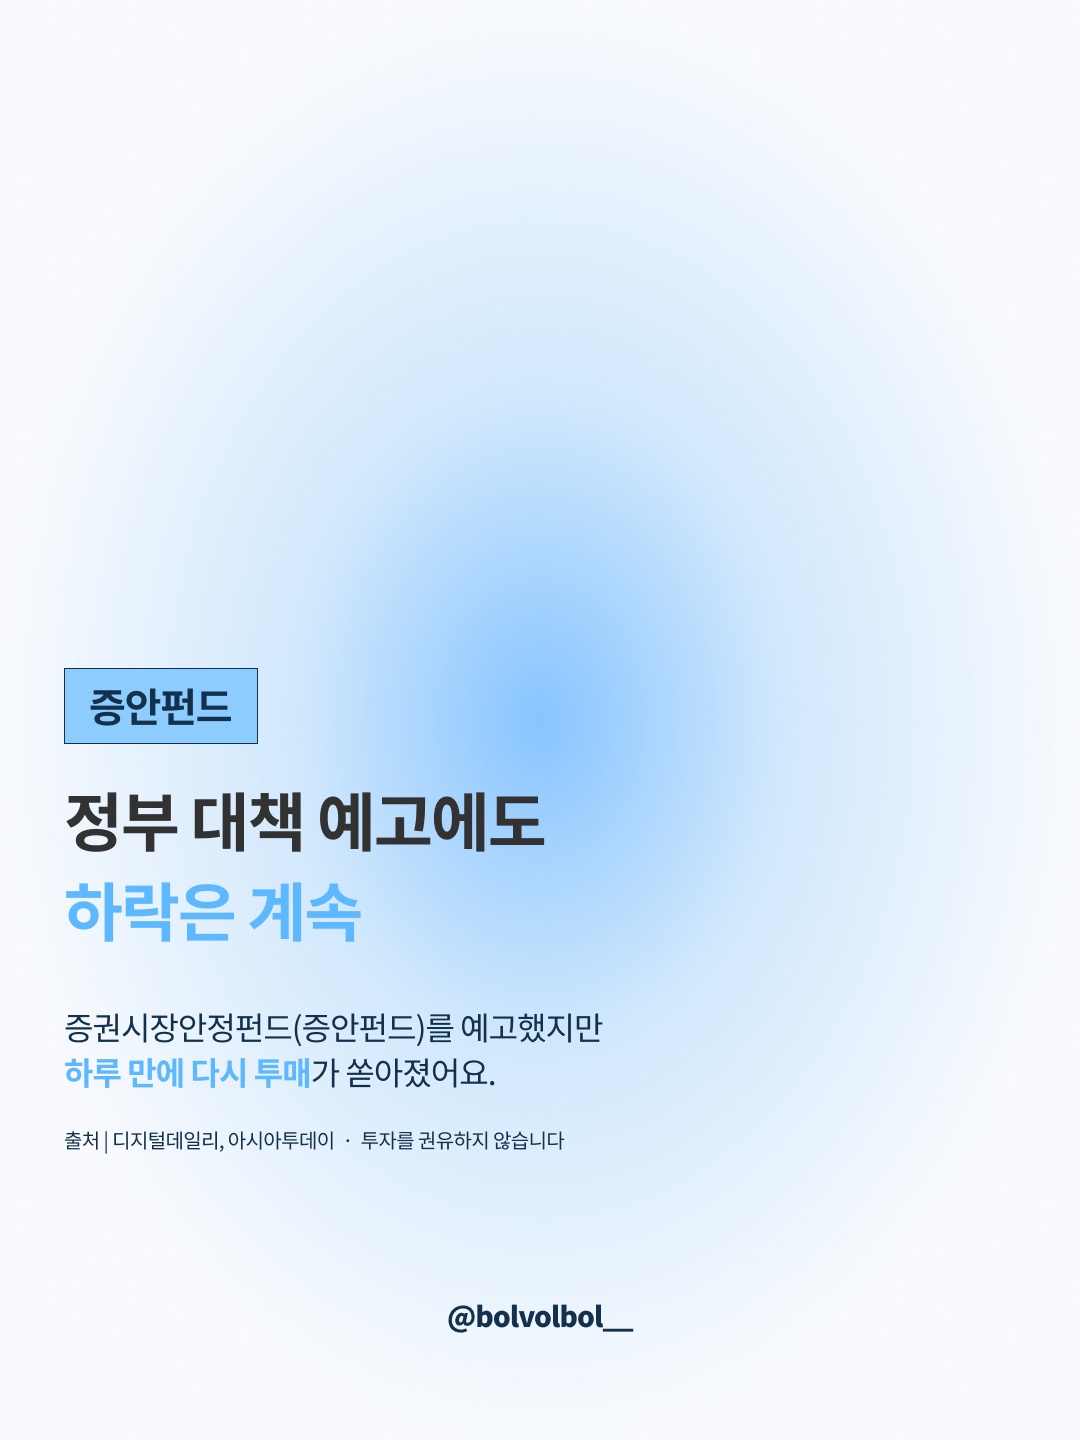 증안펀드
정부 대책 예고에도
하락은 계속
증권시장안정펀드(증안펀드)를 예고했지만
하루 만에 다시 투매가 쏟아졌어요.
출처 | 디지털데일리, 아시아투데이 · 투자를 권유하지 않습니다
@bolvolbol__